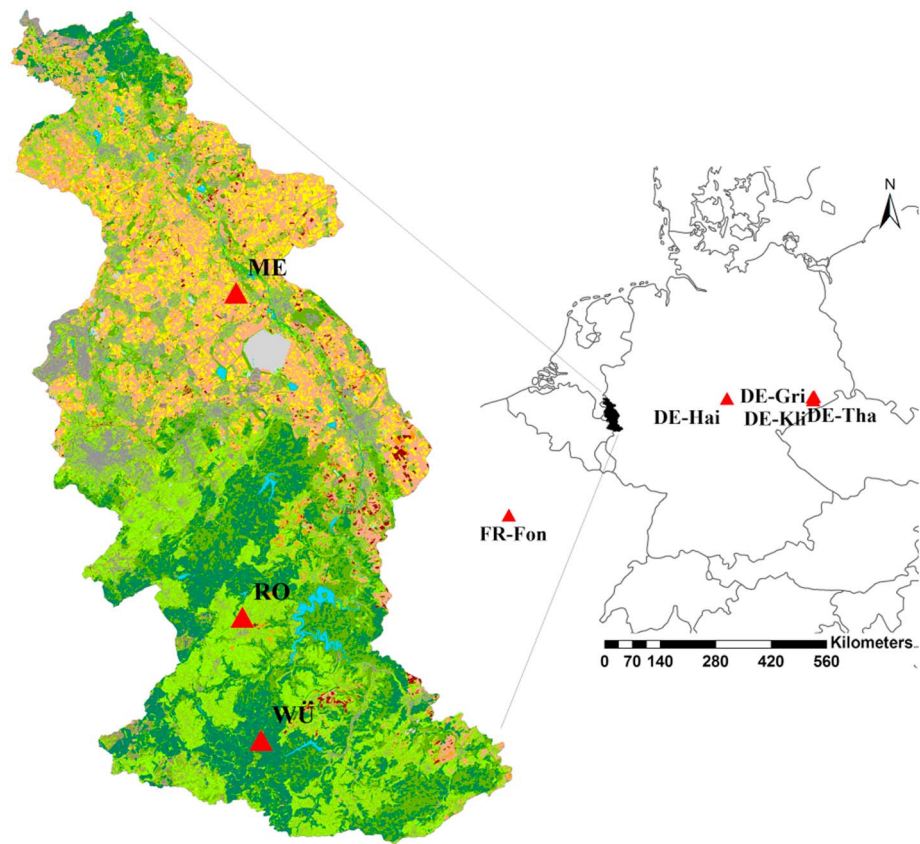 ME
RO
WÜ
N
DE-Gri
DE-Hai
DE-Kli
DE-Tha
FR-Fon
Kilometers
0 70 140 280 420 560